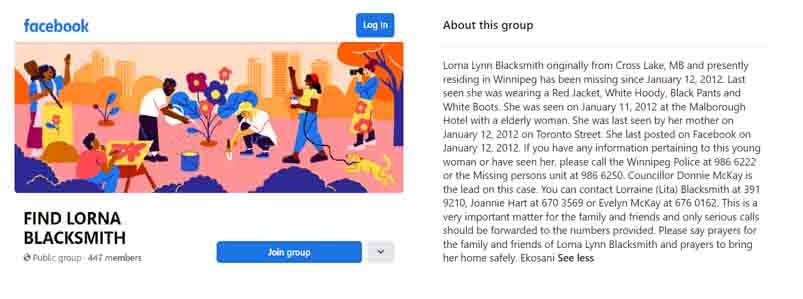 facebook
Log In
FIND LORNA
BLACKSMITH
Public group · 447 members
Join group
About this group
Lorna Lynn Blacksmith originally from Cross Lake, MB and presently
residing in Winnipeg has been missing since January 12, 2012. Last
seen she was wearing a Red Jacket, White Hoody, Black Pants and
White Boots. She was seen on January 11, 2012 at the Malborough
Hotel with a elderly woman. She was last seen by her mother on
January 12, 2012 on Toronto Street. She last posted on Facebook on
January 12, 2012. If you have any information pertaining to this young
woman or have seen her, please call the Winnipeg Police at 986 6222
or the Missing persons unit at 986 6250. Councillor Donnie McKay is
the lead on this case. You can contact Lorraine (Lita) Blacksmith at 391
9210, Joannie Hart at 670 3569 or Evelyn McKay at 676 0162. This is a
very important matter for the family and friends and only serious calls
should be forwarded to the numbers provided. Please say prayers for
the family and friends of Lorna Lynn Blacksmith and prayers to bring
her home safely. Ekosani See less